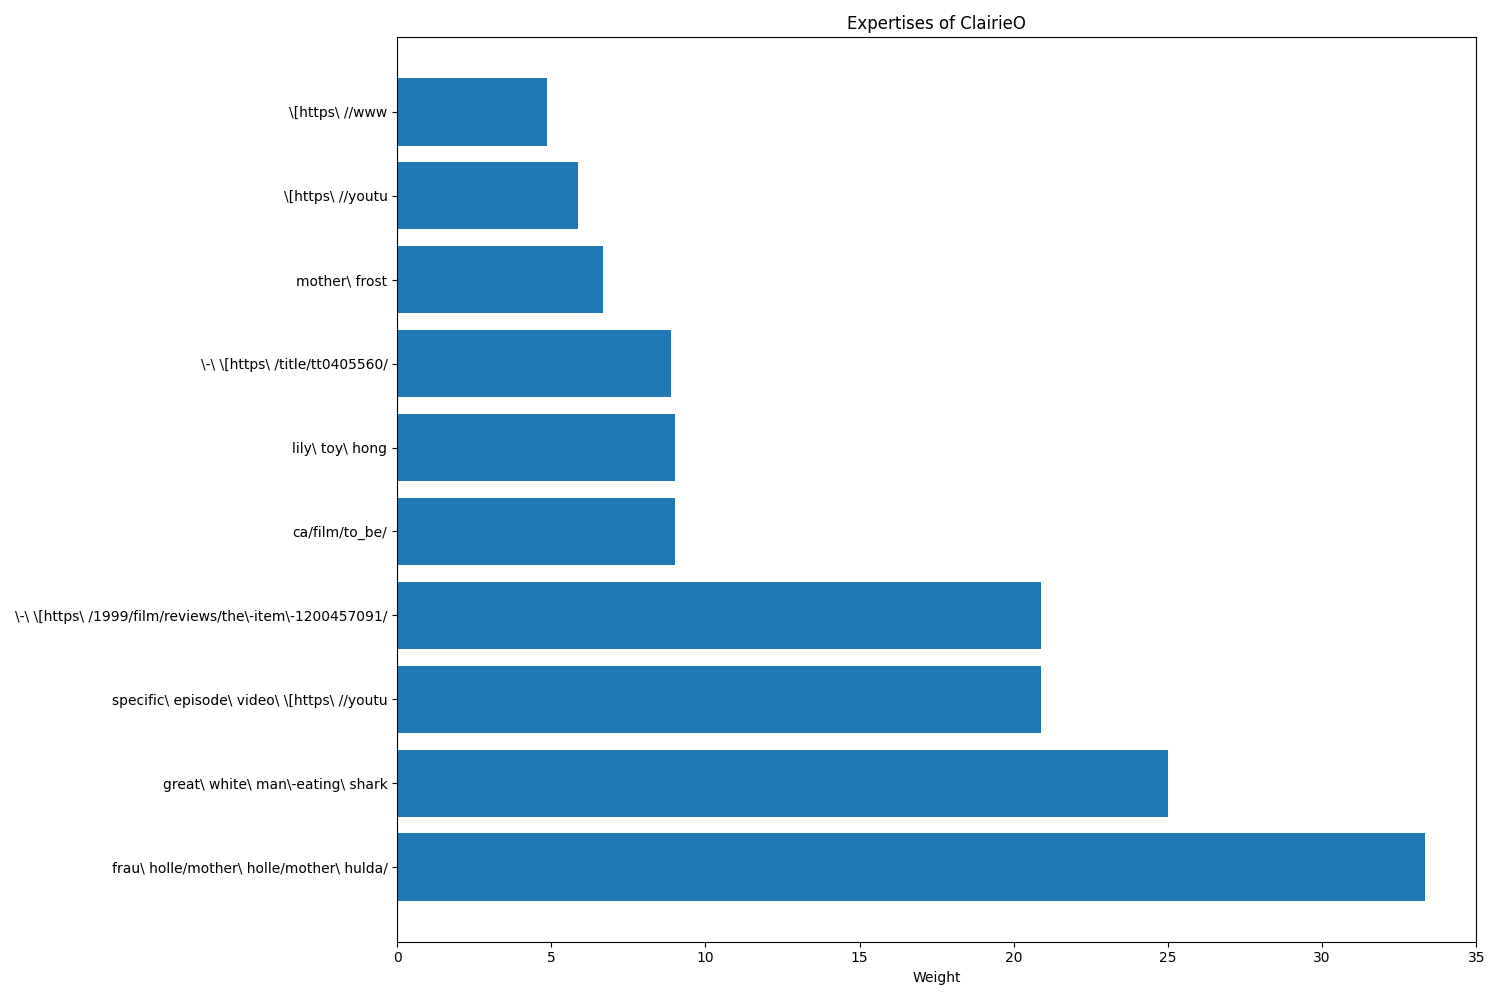 Expertises of ClairieO
\[https\ //www
\[https\ //youtu
mother\ frost
\-\ \[https\ /title/tt0405560/
lily\ toy\ hong
ca/film/to_be/
\-\ \[https\ /1999/film/reviews/the\-item\-1200457091/
specific\ episode\ video\ \[https\ //youtu
great\ white\ man\-eating\ shark
frau\ holle/mother\ holle/mother\ hulda/
0 5 10 15 20 25 30 35
Weight